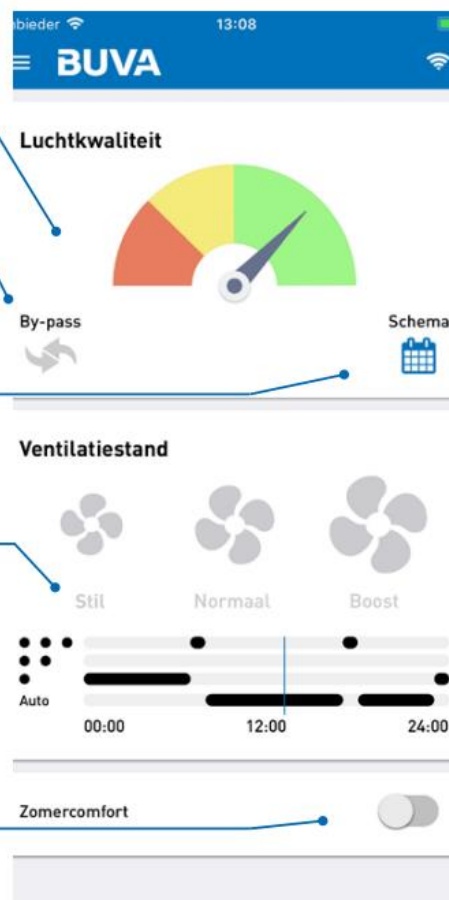 nbieder 13:08
BUVA
Luchtkwaliteit
By-pass Schema
Ventilatiestand
Stil Normaal Boost
Auto
00:00 12:00 24:00
Zomercomfort